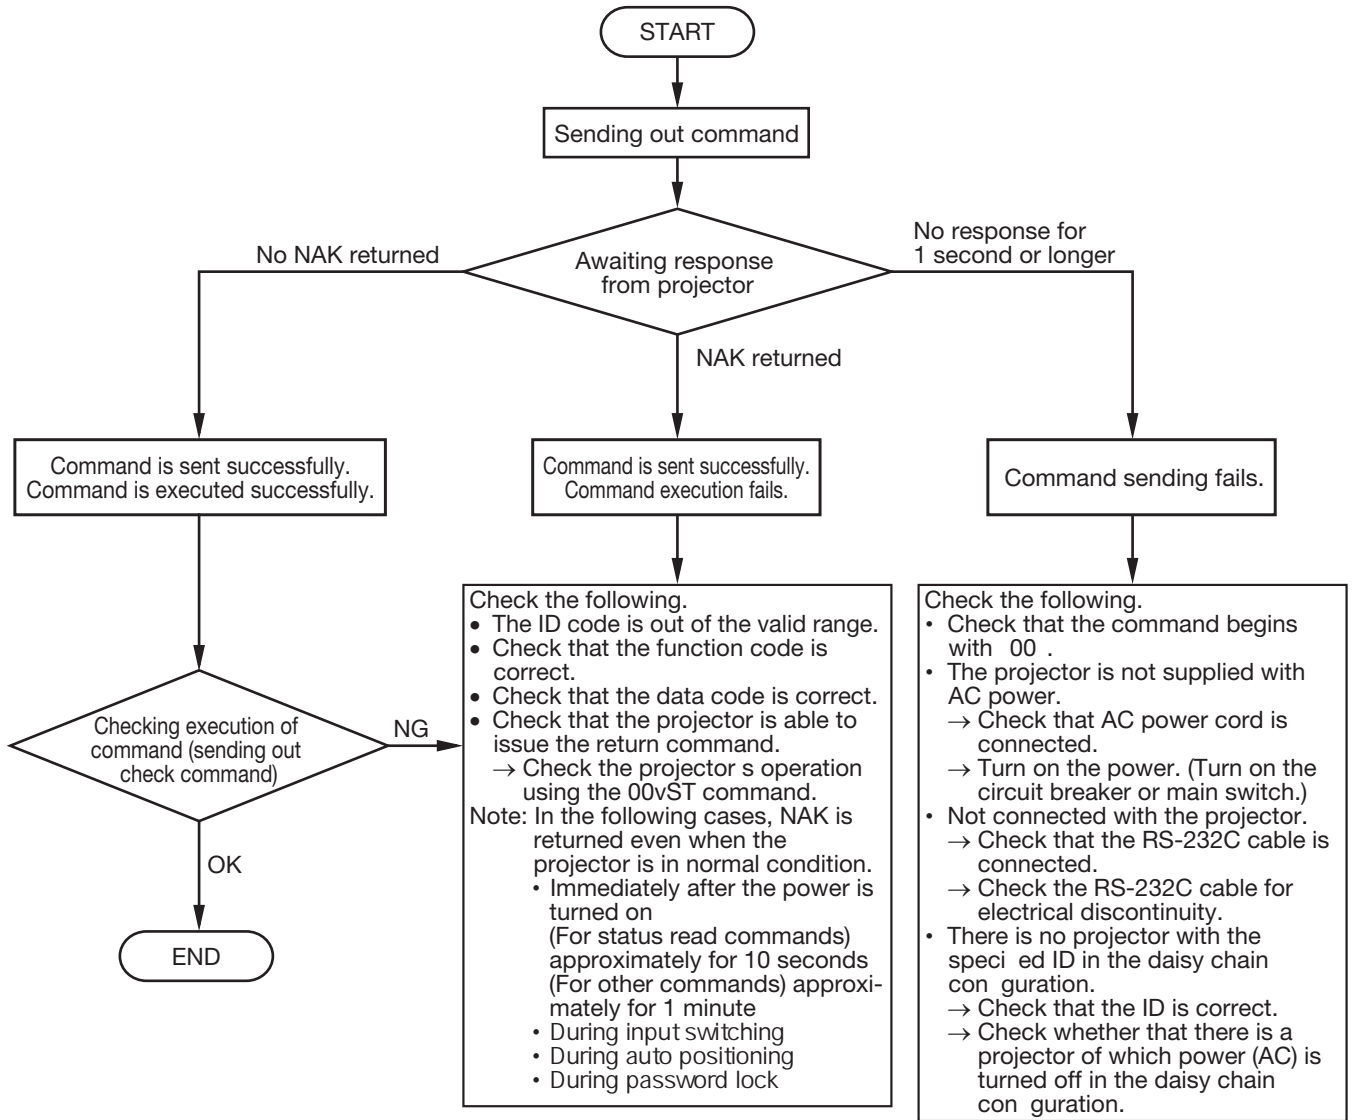 START
Sending out command
No NAK returned
Awaiting response
from projector
No response for
1 second or longer
NAK returned
Command is sent successfully.
Command is executed successfully.
Command is sent successfully.
Command execution fails.
Command sending fails.
Checking execution of
command (sending out
check command)
NG
OK
END
Check the following.
• The ID code is out of the valid range.
• Check that the function code is
correct.
• Check that the data code is correct.
• Check that the projector is able to
issue the return command.
→ Check the projector s operation
using the 00vST command.
Note: In the following cases, NAK is
returned even when the
projector is in normal condition.
• Immediately after the power is
turned on
(For status read commands)
approximately for 10 seconds
(For other commands) approxi-
mately for 1 minute
• During input switching
• During auto positioning
• During password lock
Check the following.
• Check that the command begins
with 00 .
• The projector is not supplied with
AC power.
→ Check that AC power cord is
connected.
→ Turn on the power. (Turn on the
circuit breaker or main switch.)
• Not connected with the projector.
→ Check that the RS-232C cable is
connected.
→ Check the RS-232C cable for
electrical discontinuity.
• There is no projector with the
speci ed ID in the daisy chain
con guration.
→ Check that the ID is correct.
→ Check whether that there is a
projector of which power (AC) is
turned off in the daisy chain
con guration.